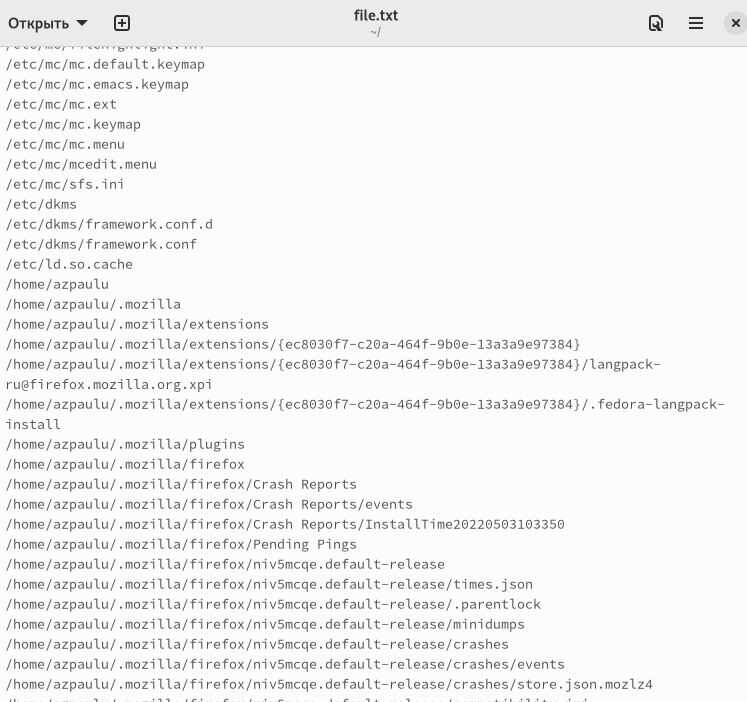 Открыть
file.txt
~/
/etc/mc/filehighlight.ini
/etc/mc/mc.default.keymap
/etc/mc/mc.emacs.keymap
/etc/mc/mc.ext
/etc/mc/mc.keymap
/etc/mc/mc.menu
/etc/mc/mcedit.menu
/etc/mc/sfs.ini
/etc/dkms
/etc/dkms/framework.conf.d
/etc/dkms/framework.conf
/etc/ld.so.cache
/home/azpaulu
/home/azpaulu/.mozilla
/home/azpaulu/.mozilla/extensions
/home/azpaulu/.mozilla/extensions/{ec8030f7-c20a-464f-9b0e-13a3a9e97384}
/home/azpaulu/.mozilla/extensions/{ec8030f7-c20a-464f-9b0e-13a3a9e97384}/langpack-
ru@firefox.mozilla.org.xpi
/home/azpaulu/.mozilla/extensions/{ec8030f7-c20a-464f-9b0e-13a3a9e97384}/.fedora-langpack-
install
/home/azpaulu/.mozilla/plugins
/home/azpaulu/.mozilla/firefox
/home/azpaulu/.mozilla/firefox/Crash Reports
/home/azpaulu/.mozilla/firefox/Crash Reports/events
/home/azpaulu/.mozilla/firefox/Crash Reports/InstallTime20220503103350
/home/azpaulu/.mozilla/firefox/Pending Pings
/home/azpaulu/.mozilla/firefox/niv5mcqe.default-release
/home/azpaulu/.mozilla/firefox/niv5mcqe.default-release/times.json
/home/azpaulu/.mozilla/firefox/niv5mcqe.default-release/.parentlock
/home/azpaulu/.mozilla/firefox/niv5mcqe.default-release/minidumps
/home/azpaulu/.mozilla/firefox/niv5mcqe.default-release/crashes
/home/azpaulu/.mozilla/firefox/niv5mcqe.default-release/crashes/events
/home/azpaulu/.mozilla/firefox/niv5mcqe.default-release/crashes/store.json.mozlz4